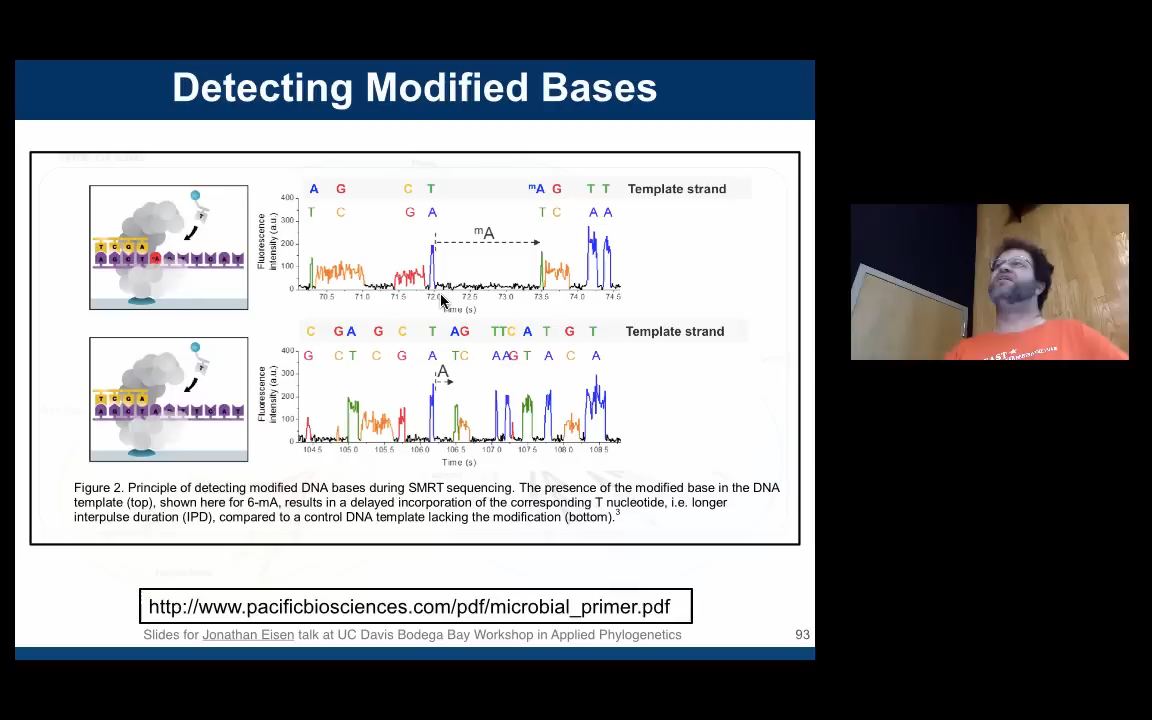 Detecting Modified Bases
A G C T mA G T T Template strand
T C G A T C A A
mA
Fluorescence
intensity (a.u.)
400
300
200
100
0
70.5 71.0 71.5 72.0 72.5 73.0 73.5 74.0 74.5
Time (s)
T C G A
C G A G C T A G T T C A T G T Template strand
G C T C G A T C A A G T A C A
A
Fluorescence
intensity (a.u.)
400
300
200
100
0
104.5 105.0 105.5 106.0 106.5 107.0 107.5 108.0 108.5
Time (s)
T C G A
Figure 2. Principle of detecting modified DNA bases during SMRT sequencing. The presence of the modified base in the DNA
template (top), shown here for 6-mA, results in a delayed incorporation of the corresponding T nucleotide, i.e. longer
interpulse duration (IPD), compared to a control DNA template lacking the modification (bottom).3
http://www.pacificbiosciences.com/pdf/microbial_primer.pdf
Slides for Jonathan Eisen talk at UC Davis Bodega Bay Workshop in Applied Phylogenetics
93